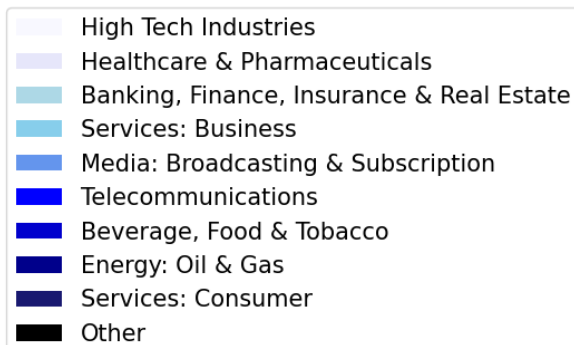 High Tech Industries
Healthcare & Pharmaceuticals
Banking, Finance, Insurance & Real Estate
Services: Business
Media: Broadcasting & Subscription
Telecommunications
Beverage, Food & Tobacco
Energy: Oil & Gas
Services: Consumer
Other